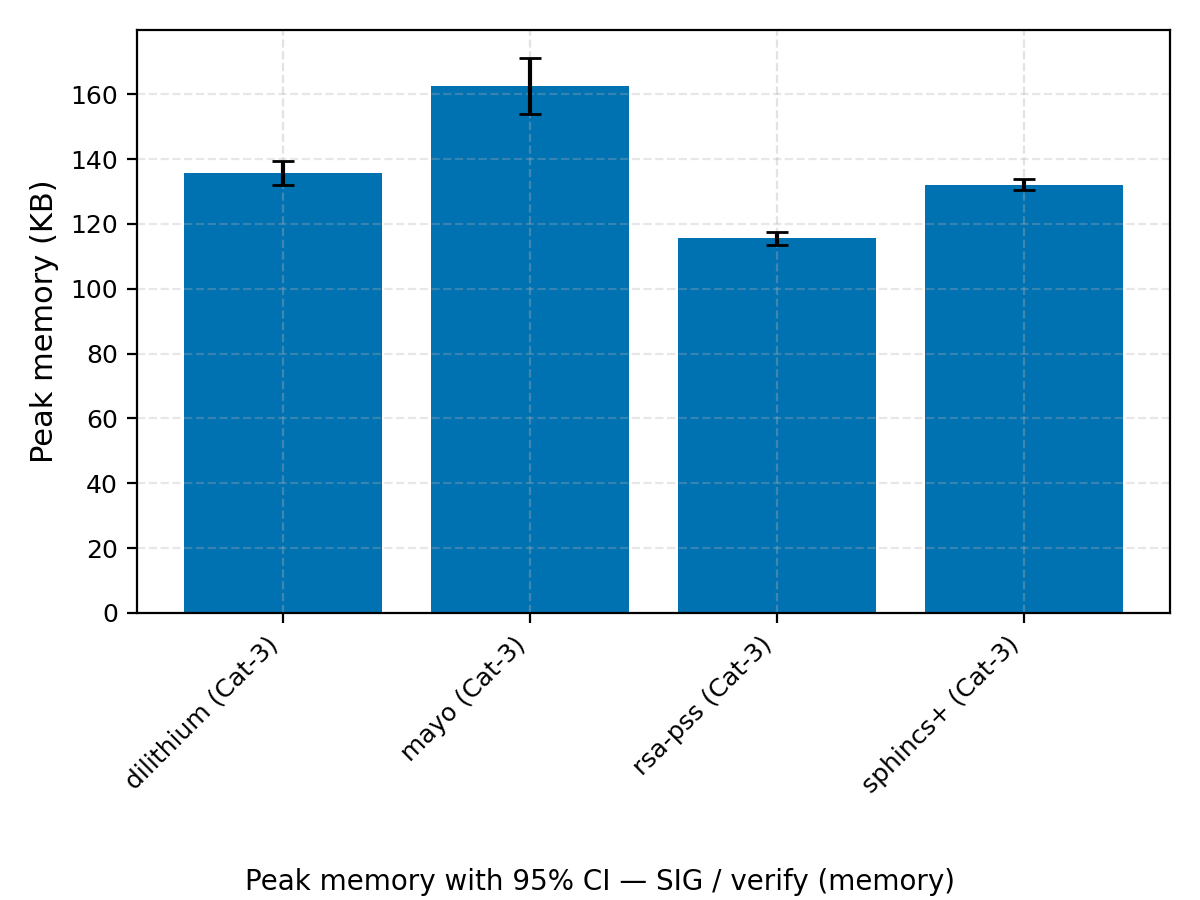 Peak memory (KB)
160
140
120
100
80
60
40
20
0
dilithium (Cat-3)
mayo (Cat-3)
rsa-pss (Cat-3)
sphincs+ (Cat-3)
Peak memory with 95% CI — SIG / verify (memory)